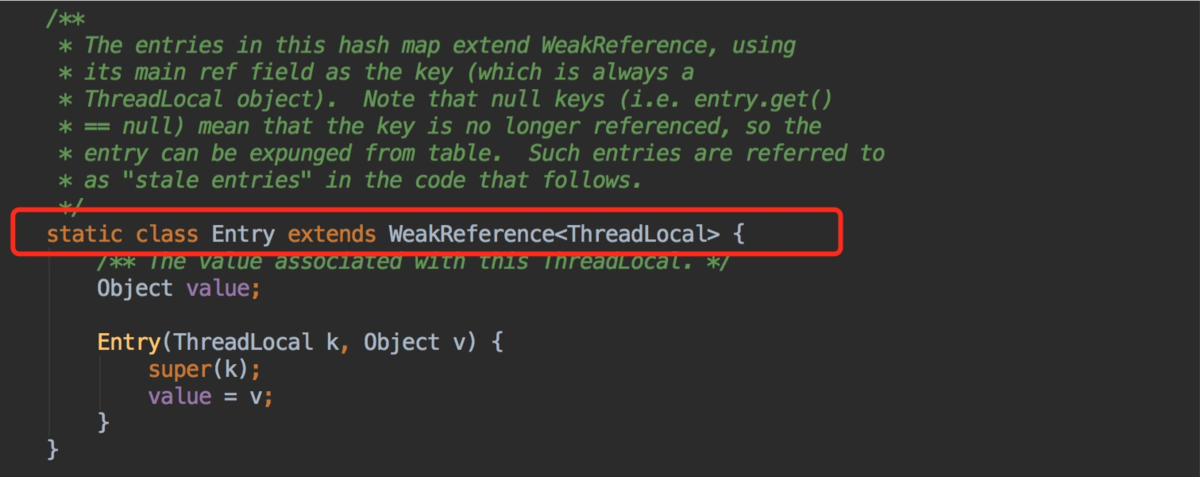 /**
* The entries in this hash map extend WeakReference, using
* its main ref field as the key (which is always a
* ThreadLocal object).  Note that null keys (i.e. entry.get()
* == null) mean that the key is no longer referenced, so the
* entry can be expunged from table.  Such entries are referred to
* as "stale entries" in the code that follows.
*/
static class Entry extends WeakReference<ThreadLocal> {
/** The value associated with this ThreadLocal. */
Object value;
Entry(ThreadLocal k, Object v) {
super(k);
value = v;
}
}